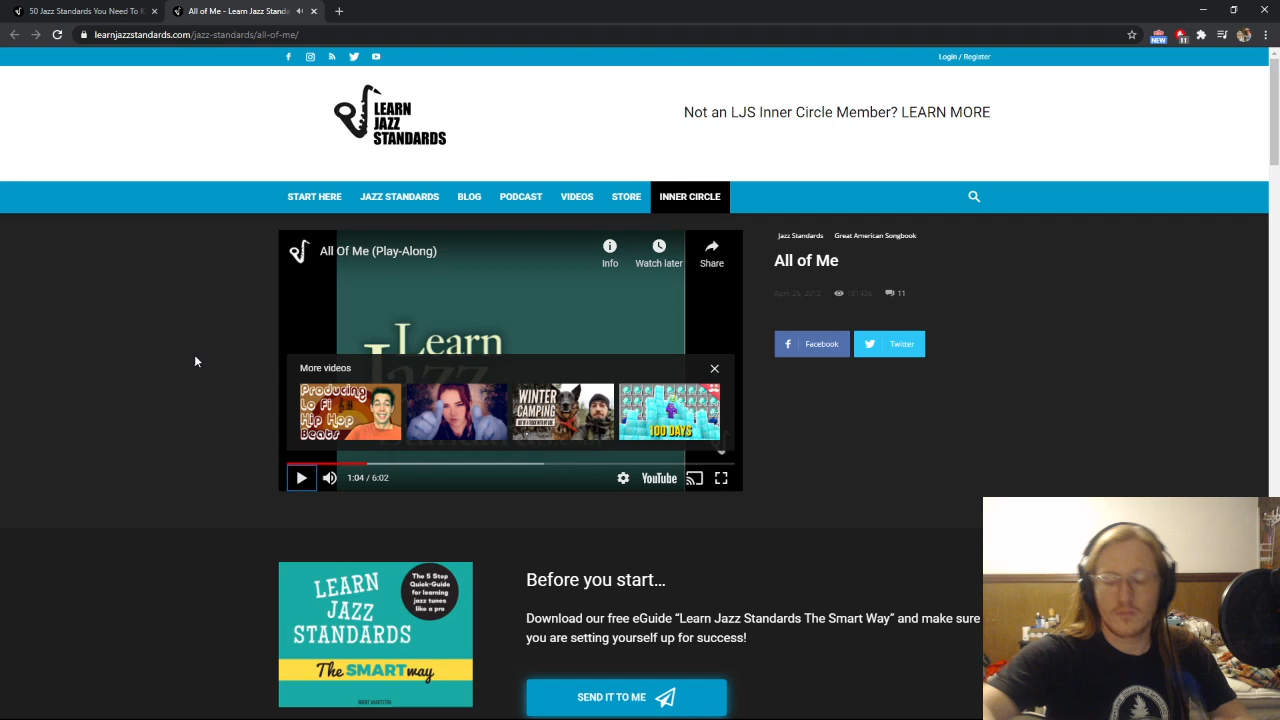 50 Jazz Standards You Need To K
All of Me - Learn Jazz Standa
learnjazzstandards.com/jazz-standards/all-of-me/
NEW
11
Login / Register
LEARN
JAZZ
STANDARDS
Not an LJS Inner Circle Member? LEARN MORE
START HERE
JAZZ STANDARDS
BLOG
PODCAST
VIDEOS
STORE
INNER CIRCLE
All Of Me (Play-Along)
Info
Watch later
Share
Learn
More videos
Producing
Lo Fi
Hip Hop
Beats
WINTER
CAMPING
100 DAYS
1:04 / 6:02
YouTube
Jazz Standards
Great American Songbook
All of Me
11
Facebook
Twitter
LEARN
JAZZ
STANDARDS
The SMART way
The 5 Step
Quick-Guide
for learning
jazz tunes
like a pro
Before you start...
Download our free eGuide “Learn Jazz Standards The Smart Way” and make sure
you are setting yourself up for success!
SEND IT TO ME